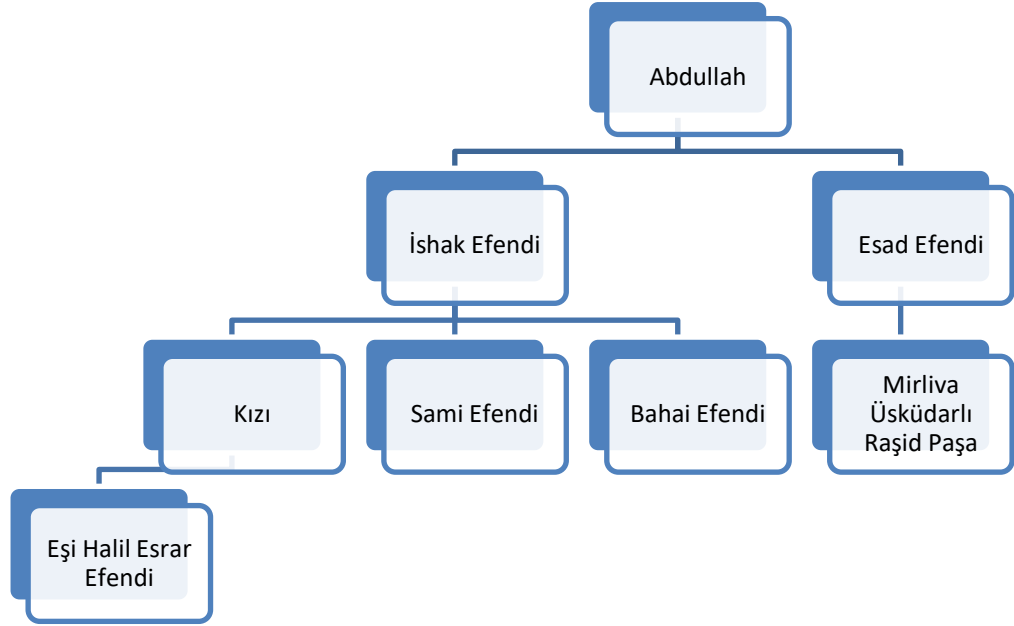 Abdullah
İshak Efendi
Esad Efendi
Kızı
Sami Efendi
Bahai Efendi
Mirliva
Üsküdarlı
Raşid Paşa
Eşi Halil Esrar
Efendi